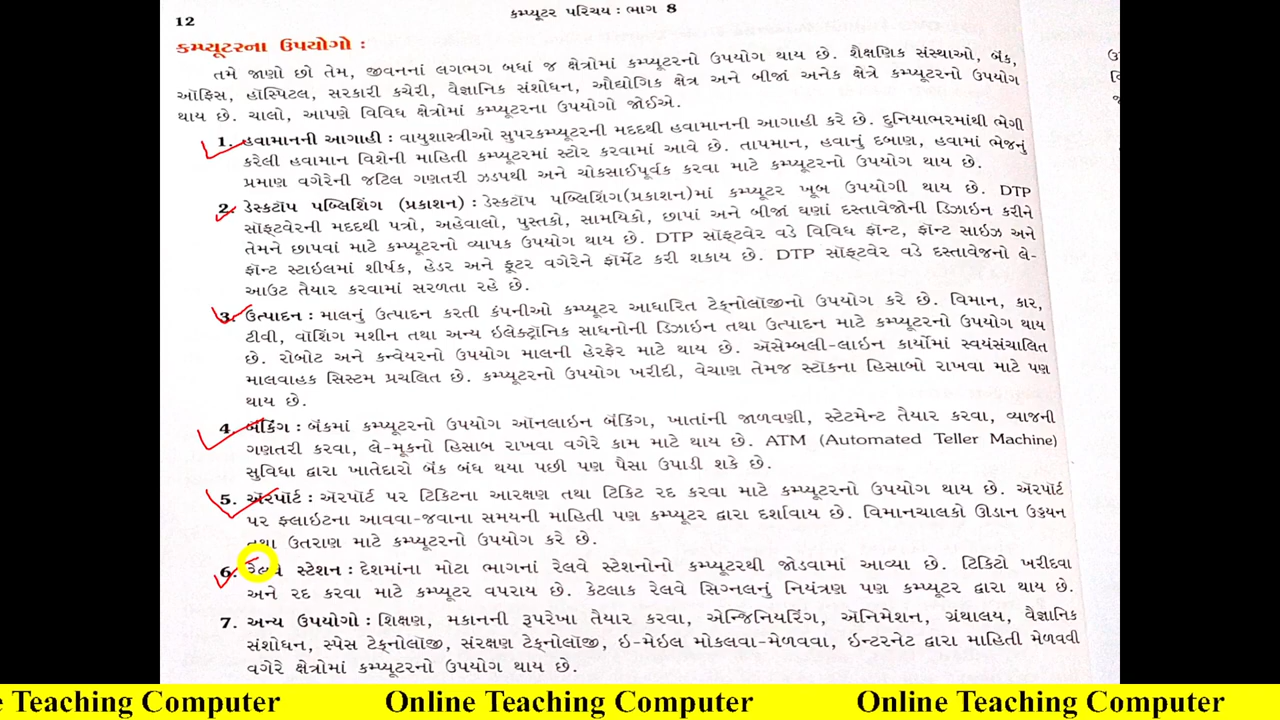 12
કમ્પ્યૂટર પરિચય : ભાગ 8
કમ્પ્યૂટરના ઉપયોગો :
તમે જાણો છો તેમ, જીવનનાં લગભગ બધાં જ ક્ષેત્રોમાં કમ્પ્યૂટરનો ઉપયોગ થાય છે. શૈક્ષણિક સંસ્થાઓ, બૅંક,
ઑફિસ, હૉસ્પિટલ, સરકારી કચેરી, વૈજ્ઞાનિક સંશોધન, ઔદ્યોગિક ક્ષેત્ર અને બીજાં અનેક ક્ષેત્રે કમ્પ્યૂટરનો ઉપયોગ
થાય છે. ચાલો, આપણે વિવિધ ક્ષેત્રોમાં કમ્પ્યૂટરના ઉપયોગો જોઈએ.
1. હવામાનની આગાહી : વાયુશાસ્ત્રીઓ સુપરકમ્પ્યૂટરની મદદથી હવામાનની આગાહી કરે છે. દુનિયાભરમાંથી ભેગી
કરેલી હવામાન વિશેની માહિતી કમ્પ્યૂટરમાં સ્ટોર કરવામાં આવે છે. તાપમાન, હવાનું દબાણ, હવામાં ભેજનું
પ્રમાણ વગેરેની જટિલ ગણતરી ઝડપથી અને ચોકસાઈપૂર્વક કરવા માટે કમ્પ્યૂટરનો ઉપયોગ થાય છે.
2. ડેસ્કટૉપ પબ્લિશિંગ (પ્રકાશન) : ડેસ્કટૉપ પબ્લિશિંગ(પ્રકાશન)માં કમ્પ્યૂટર ખૂબ ઉપયોગી થાય છે. DTP
સૉફ્ટવેરની મદદથી પત્રો, અહેવાલો, પુસ્તકો, સામયિકો, છાપાં અને બીજાં ઘણાં દસ્તાવેજોની ડિઝાઇન કરીને
તેમને છાપવાં માટે કમ્પ્યૂટરનો વ્યાપક ઉપયોગ થાય છે. DTP સૉફ્ટવેર વડે વિવિધ ફૉન્ટ, ફૉન્ટ સાઇઝ અને
ફૉન્ટ સ્ટાઇલમાં શીર્ષક, હેડર અને ફૂટર વગેરેને ફૉર્મેટ કરી શકાય છે. DTP સૉફ્ટવેર વડે દસ્તાવેજનો લે-
આઉટ તૈયાર કરવામાં સરળતા રહે છે.
3. ઉત્પાદન : માલનું ઉત્પાદન કરતી કંપનીઓ કમ્પ્યૂટર આધારિત ટેક્નોલૉજીનો ઉપયોગ કરે છે. વિમાન, કાર,
ટીવી, વૉશિંગ મશીન તથા અન્ય ઇલેક્ટ્રૉનિક સાધનોની ડિઝાઇન તથા ઉત્પાદન માટે કમ્પ્યૂટરનો ઉપયોગ થાય
છે. રોબોટ અને કન્વેયરનો ઉપયોગ માલની હેરફેર માટે થાય છે. ઍસેમ્બલી-લાઇન કાર્યોમાં સ્વયંસંચાલિત
માલવાહક સિસ્ટમ પ્રચલિત છે. કમ્પ્યૂટરનો ઉપયોગ ખરીદી, વેચાણ તેમજ સ્ટૉકના હિસાબો રાખવા માટે પણ
થાય છે.
4. બૅંકિંગ : બૅંકમાં કમ્પ્યૂટરનો ઉપયોગ ઑનલાઇન બૅંકિંગ, ખાતાંની જાળવણી, સ્ટેટમેન્ટ તૈયાર કરવા, વ્યાજની
ગણતરી કરવા, લે-મૂકનો હિસાબ રાખવા વગેરે કામ માટે થાય છે. ATM (Automated Teller Machine)
સુવિધા દ્વારા ખાતેદારો બૅંક બંધ થયા પછી પણ પૈસા ઉપાડી શકે છે.
5. ઍરપૉર્ટ : ઍરપૉર્ટ પર ટિકિટના આરક્ષણ તથા ટિકિટ રદ કરવા માટે કમ્પ્યૂટરનો ઉપયોગ થાય છે. ઍરપૉર્ટ
પર ફ્લાઇટના આવવા-જવાના સમયની માહિતી પણ કમ્પ્યૂટર દ્વારા દર્શાવાય છે. વિમાનચાલકો ઊડાન ઉડ્ડયન
તથા ઉતરાણ માટે કમ્પ્યૂટરનો ઉપયોગ કરે છે.
6. રેલવે સ્ટેશન : દેશમાંના મોટા ભાગનાં રેલવે સ્ટેશનોનો કમ્પ્યૂટરથી જોડવામાં આવ્યા છે. ટિકિટો ખરીદવા
અને રદ કરવા માટે કમ્પ્યૂટર વપરાય છે. કેટલાક રેલવે સિગ્નલનું નિયંત્રણ પણ કમ્પ્યૂટર દ્વારા થાય છે.
7. અન્ય ઉપયોગો : શિક્ષણ, મકાનની રૂપરેખા તૈયાર કરવા, એન્જિનિયરિંગ, ઍનિમેશન, ગ્રંથાલય, વૈજ્ઞાનિક
સંશોધન, સ્પેસ ટેક્નોલૉજી, સંરક્ષણ ટેક્નોલૉજી, ઇ-મેઇલ મોકલવા-મેળવવા, ઇન્ટરનેટ દ્વારા માહિતી મેળવવી
વગેરે ક્ષેત્રોમાં કમ્પ્યૂટરનો ઉપયોગ થાય છે.
e Teaching Computer Online Teaching Computer Online Teaching Computer